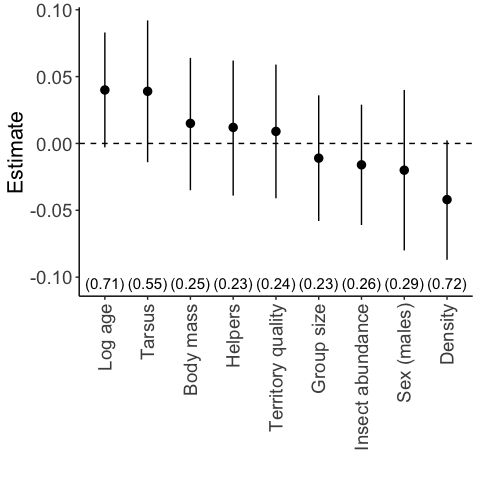 0.10
0.05
0.00
-0.05
-0.10
Estimate
(0.71) (0.55) (0.25) (0.23) (0.24) (0.23) (0.26) (0.29) (0.72)
Log age
Tarsus
Body mass
Helpers
Territory quality
Group size
Insect abundance
Sex (males)
Density